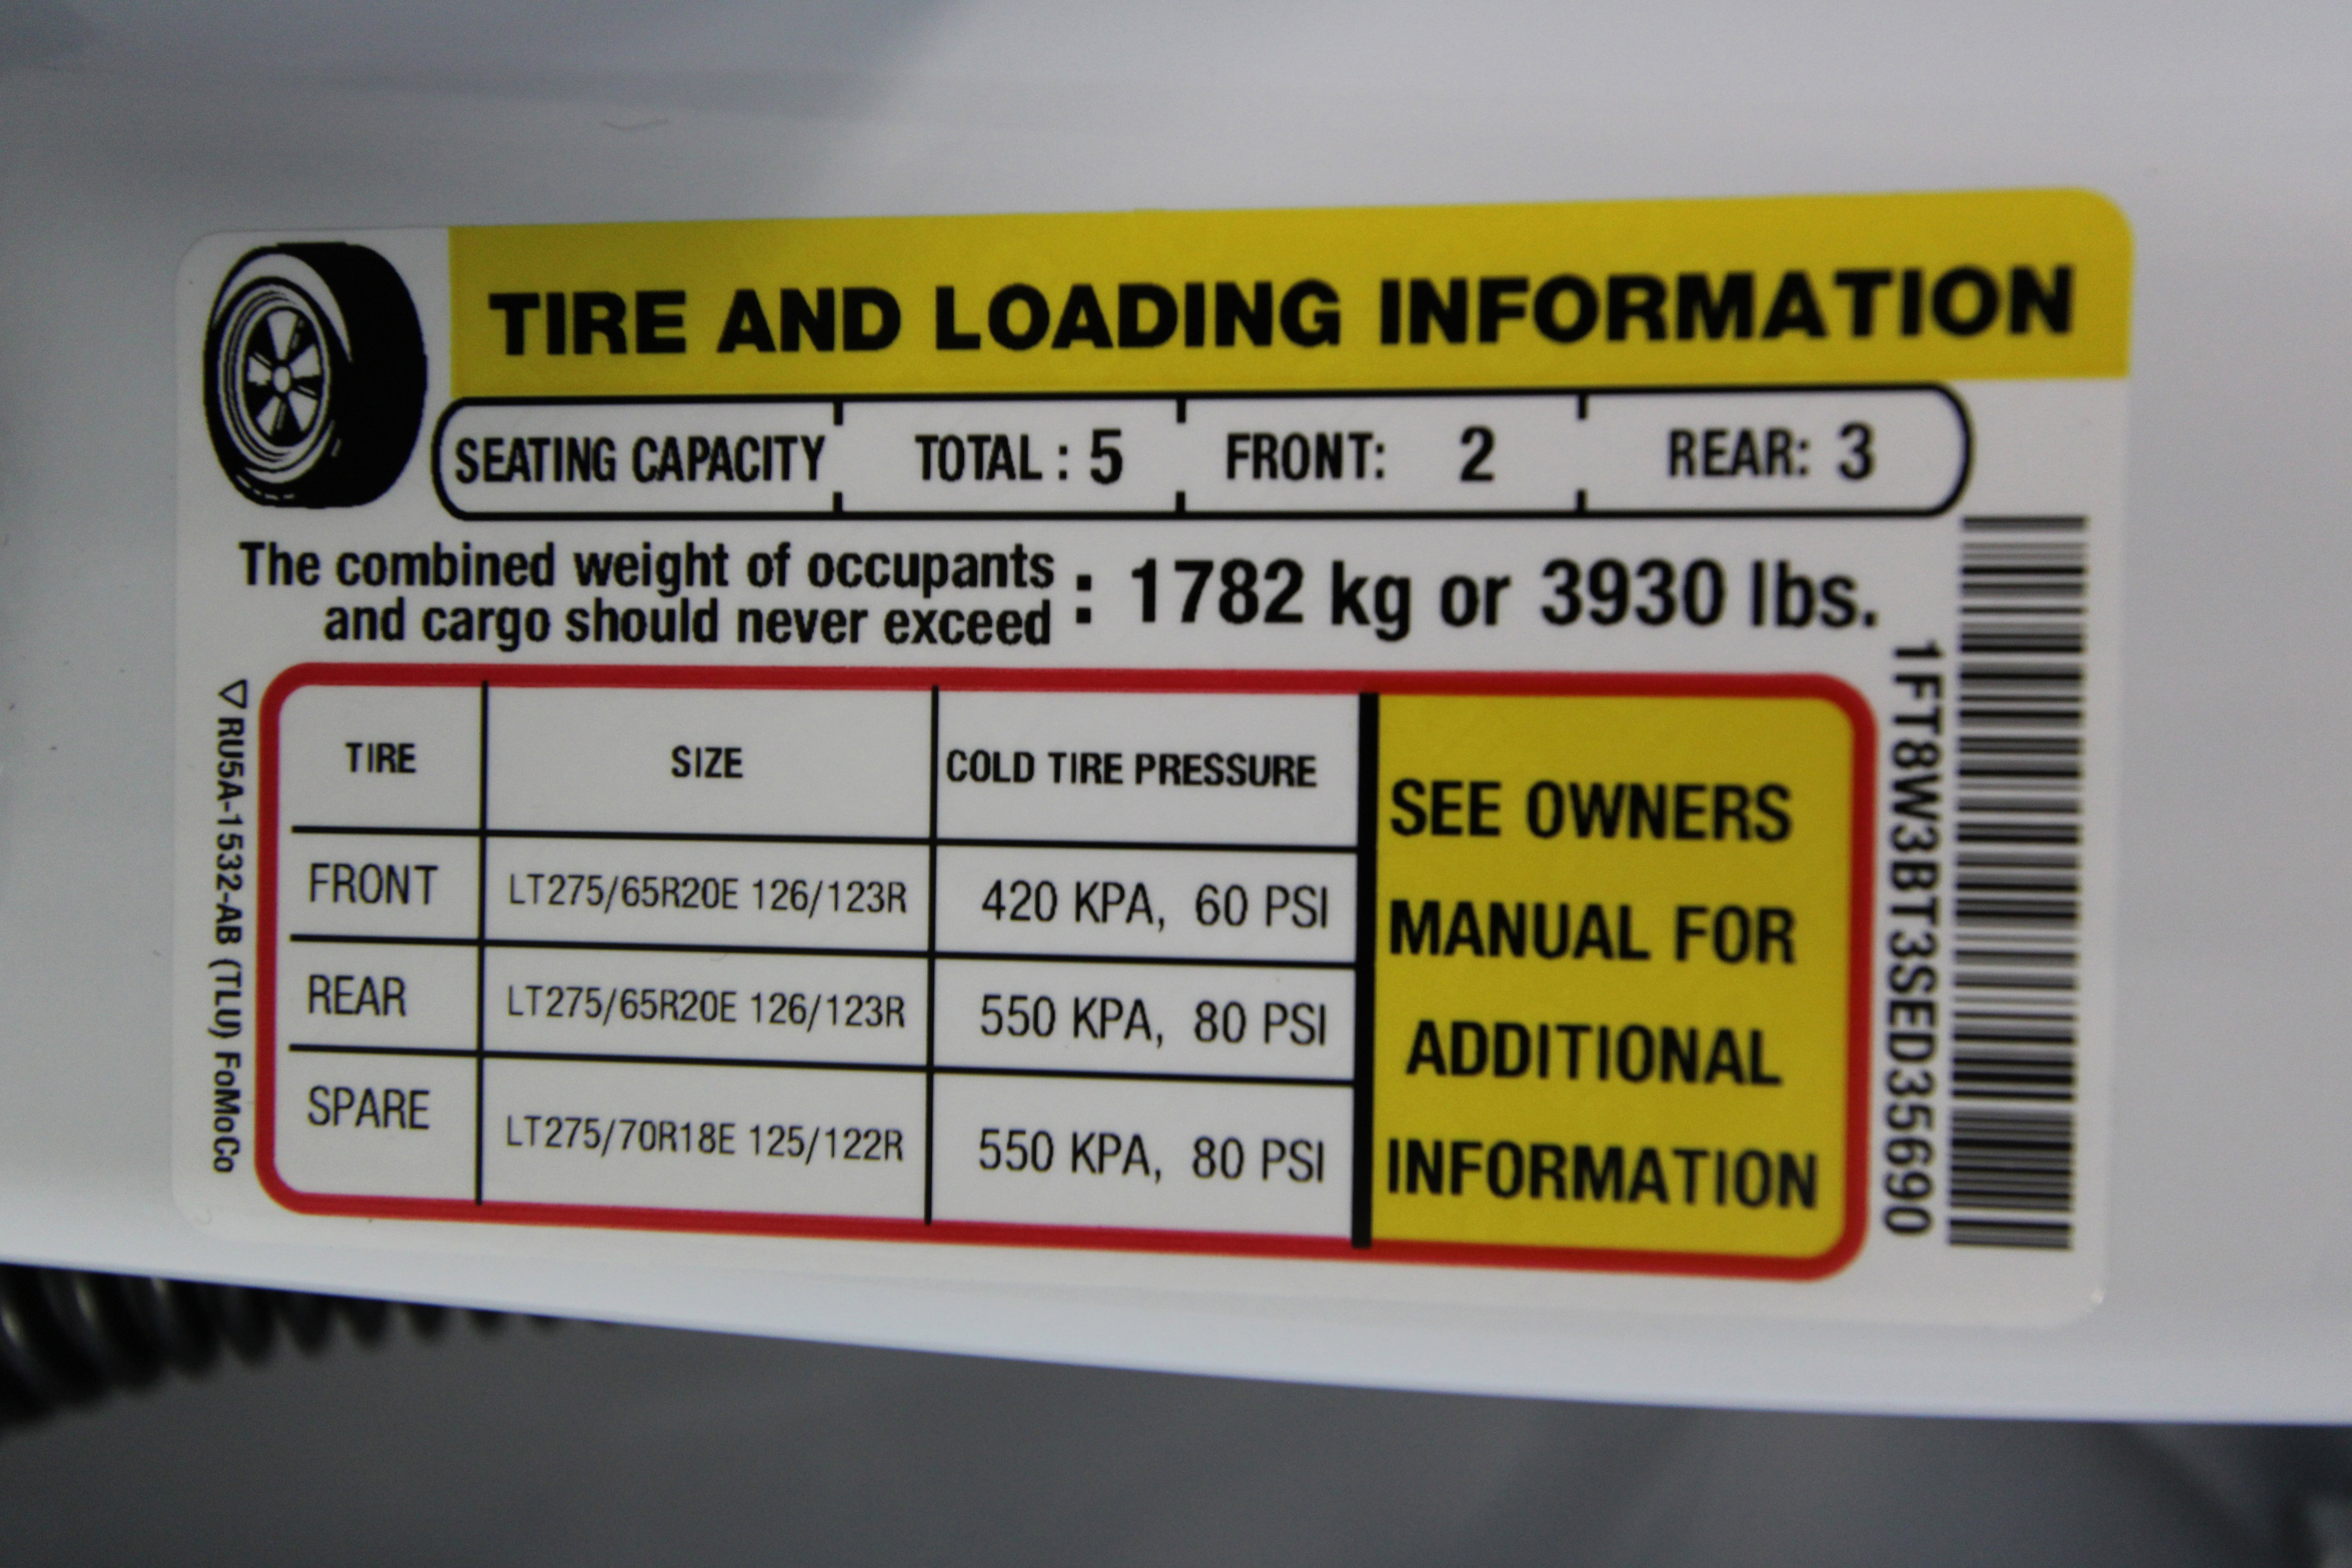 TIRE AND LOADING INFORMATION
SEATING CAPACITY TOTAL : 5 FRONT: 2 REAR: 3
The combined weight of occupants
and cargo should never exceed : 1782 kg or 3930 lbs.
TIRE SIZE COLD TIRE PRESSURE
FRONT LT275/65R20E 126/123R 420 KPA, 60 PSI
REAR LT275/65R20E 126/123R 550 KPA, 80 PSI
SPARE LT275/70R18E 125/122R 550 KPA, 80 PSI
SEE OWNERS
MANUAL FOR
ADDITIONAL
INFORMATION
1FT8W3BT3SED35690
RU5A-1532-AB (TLU) FoMoCo